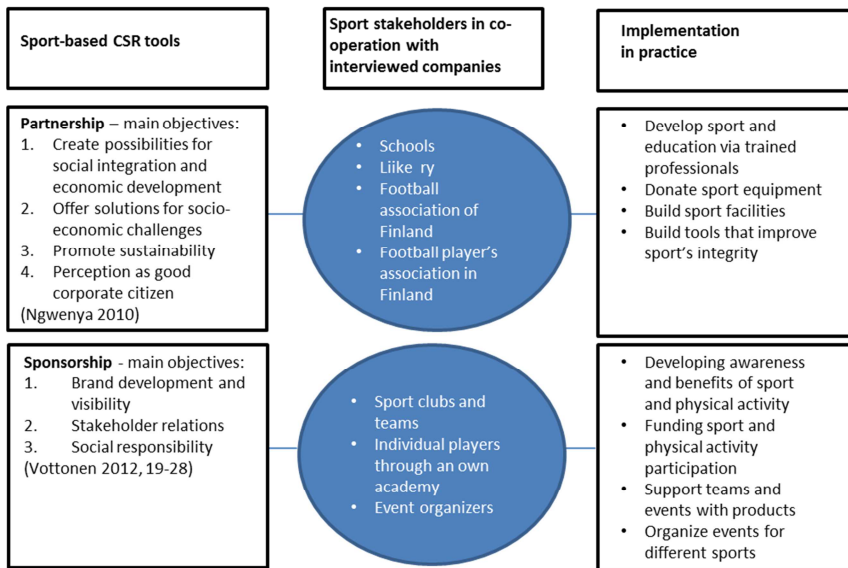 Sport-based CSR tools
Sport stakeholders in co-
operation with
interviewed companies
Implementation
in practice
Partnership – main objectives:
1. Create possibilities for
social integration and
economic development
2. Offer solutions for socio-
economic challenges
3. Promote sustainability
4. Perception as good
corporate citizen
(Ngwenya 2010)
• Schools
• Liike ry
• Football
association of
Finland
• Football player's
association in
Finland
• Develop sport and
education via trained
professionals
• Donate sport equipment
• Build sport facilities
• Build tools that improve
sport's integrity
Sponsorship - main objectives:
1. Brand development and
visibility
2. Stakeholder relations
3. Social responsibility
(Vottonen 2012, 19-28)
• Sport clubs and
teams
• Individual players
through an own
academy
• Event organizers
• Developing awareness
and benefits of sport
and physical activity
• Funding sport and
physical activity
participation
• Support teams and
events with products
• Organize events for
different sports